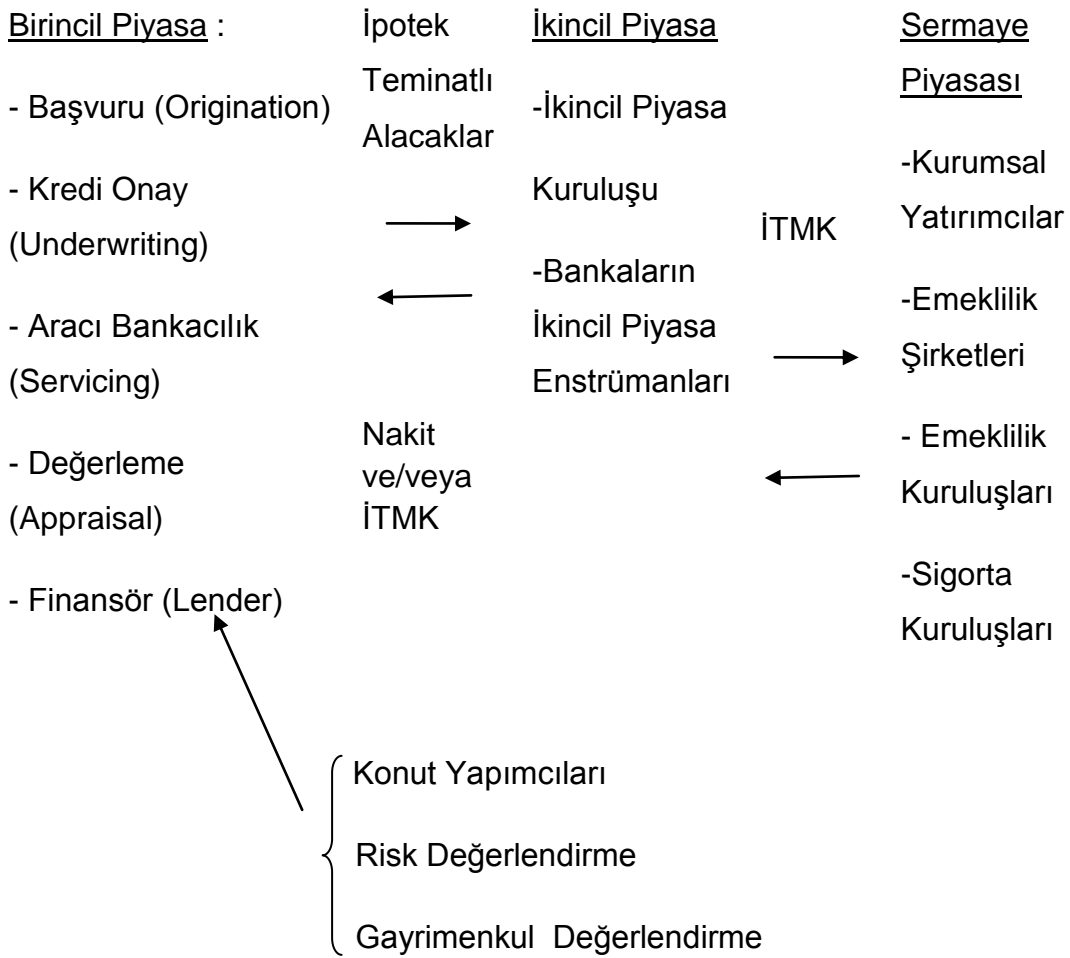 Birincil Piyasa :
- Başvuru (Origination)
- Kredi Onay
(Underwriting)
- Aracı Bankacılık
(Servicing)
- Değerleme
(Appraisal)
- Finansör (Lender)
İpotek
Teminatlı
Alacaklar
Nakit
ve/veya
İTMK
İkincil Piyasa
-İkincil Piyasa
Kuruluşu
-Bankaların
İkincil Piyasa
Enstrümanları
İTMK
Sermaye
Piyasası
-Kurumsal
Yatırımcılar
-Emeklilik
Şirketleri
- Emeklilik
Kuruluşları
-Sigorta
Kuruluşları
Konut Yapımcıları
Risk Değerlendirme
Gayrimenkul Değerlendirme